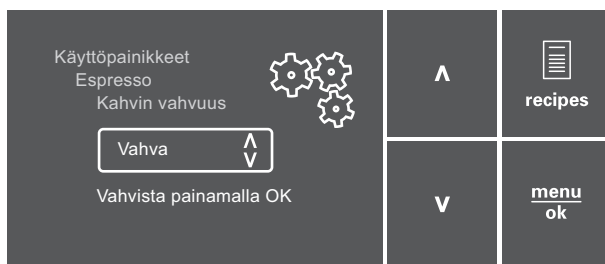 Käyttöpainikkeet
Espresso
Kahvin vahvuus
Vahva
Vahvista painamalla OK
recipes
menu
ok